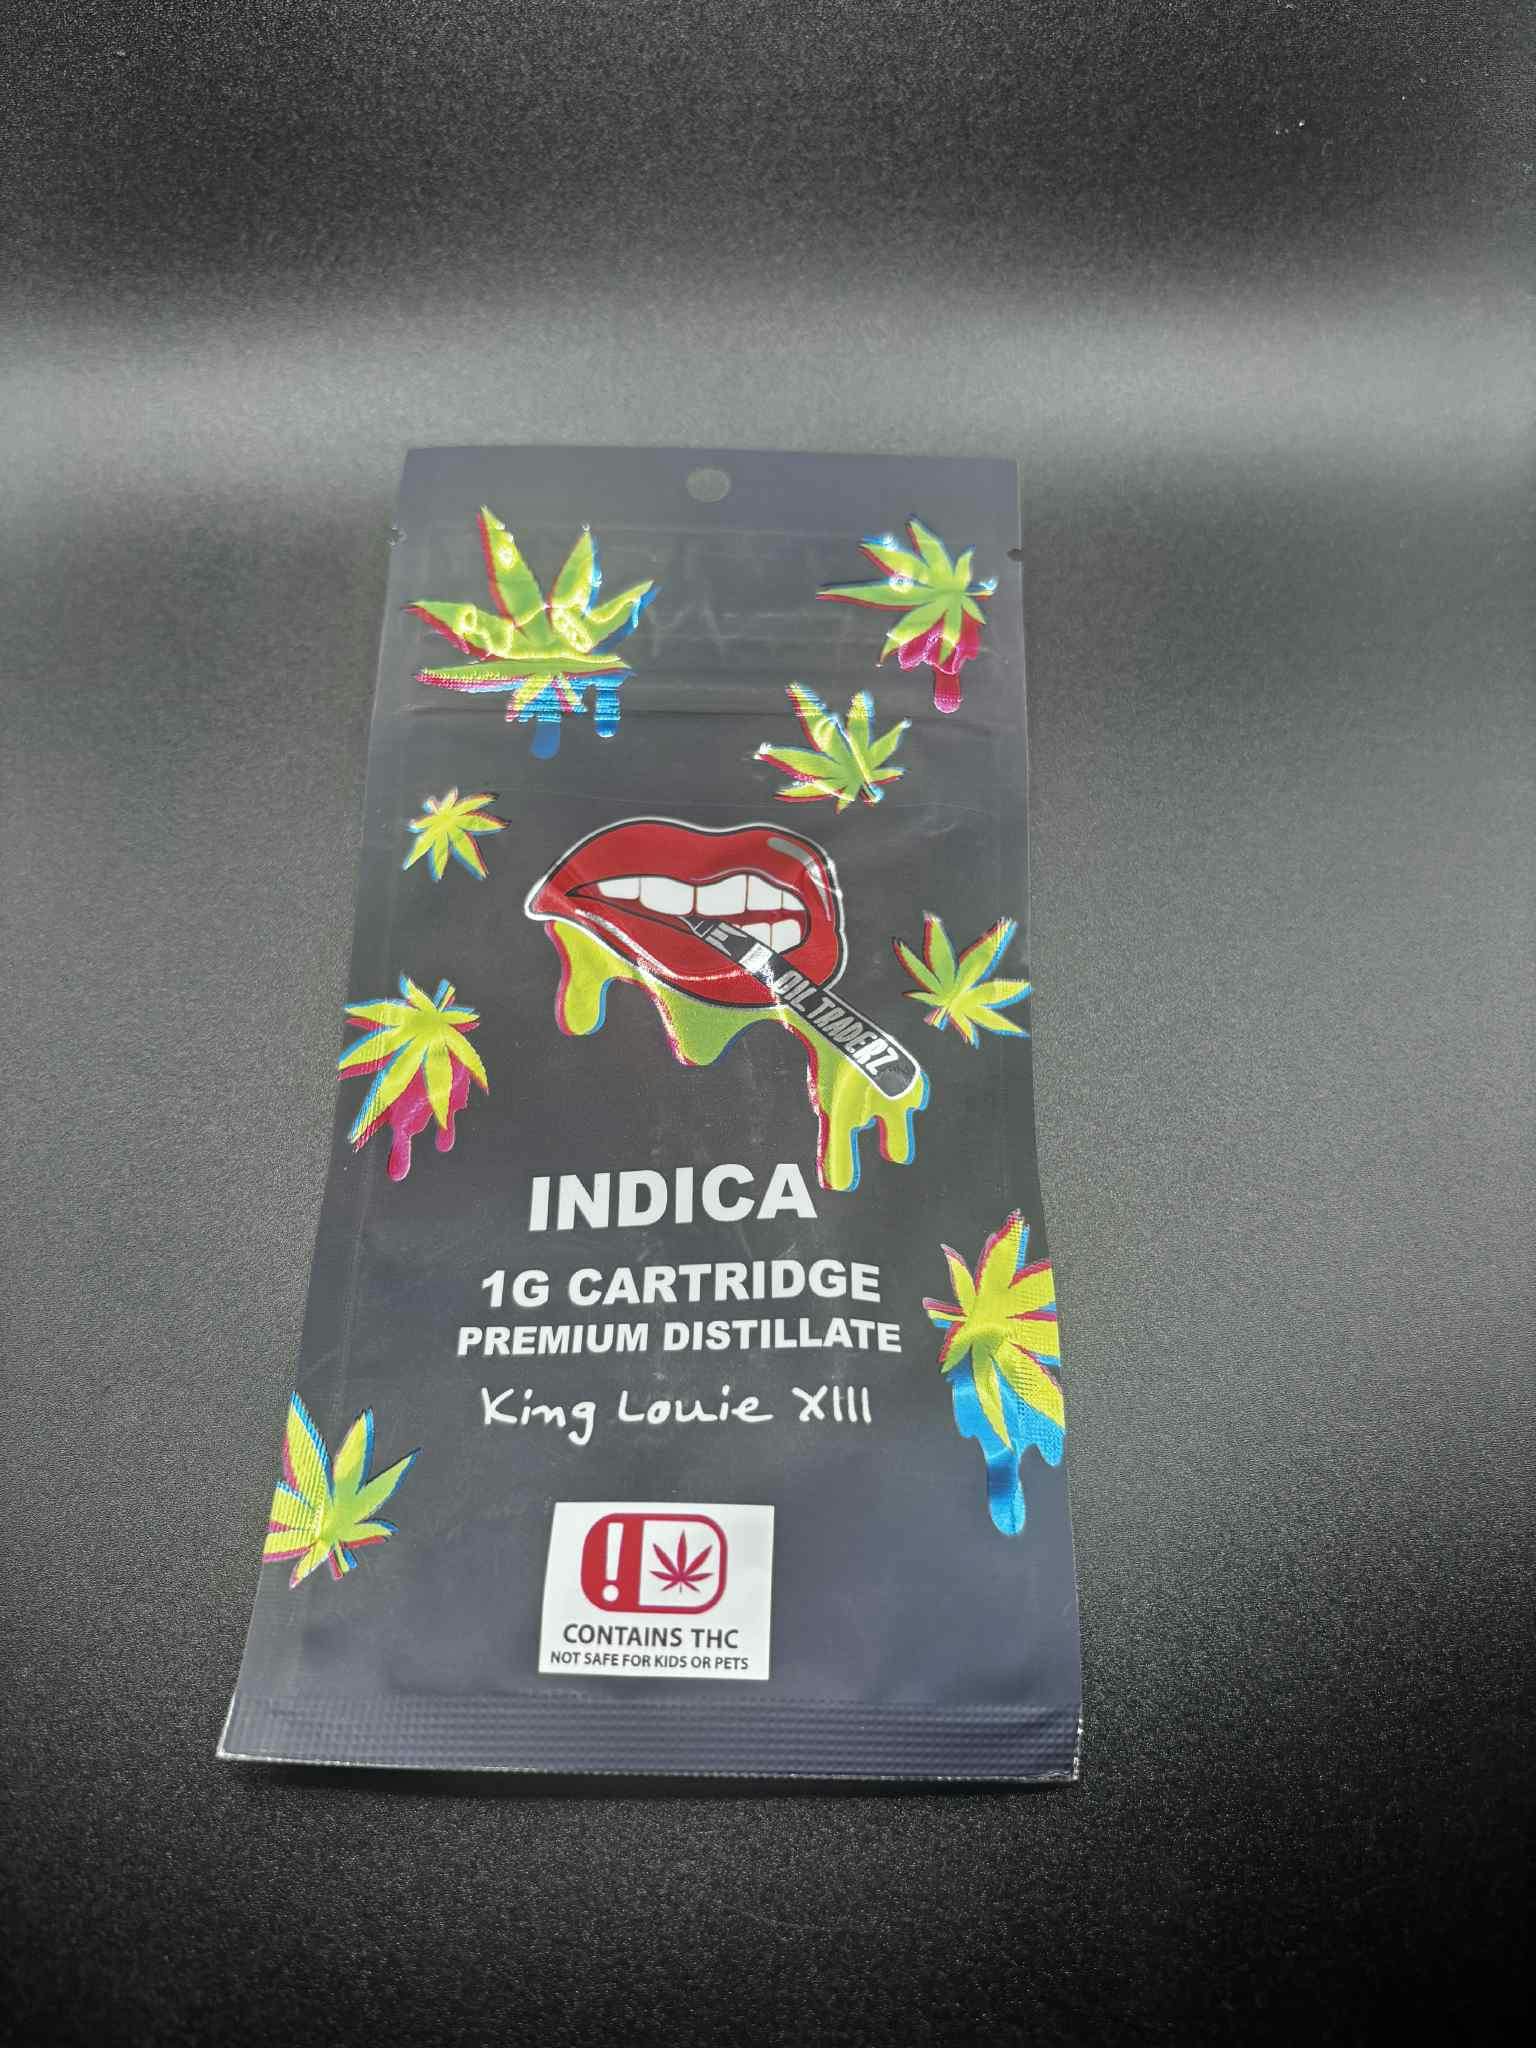 OIL TRADERZ
INDICA
1G CARTRIDGE
PREMIUM DISTILLATE
King Louie XIII
!
CONTAINS THC
NOT SAFE FOR KIDS OR PETS